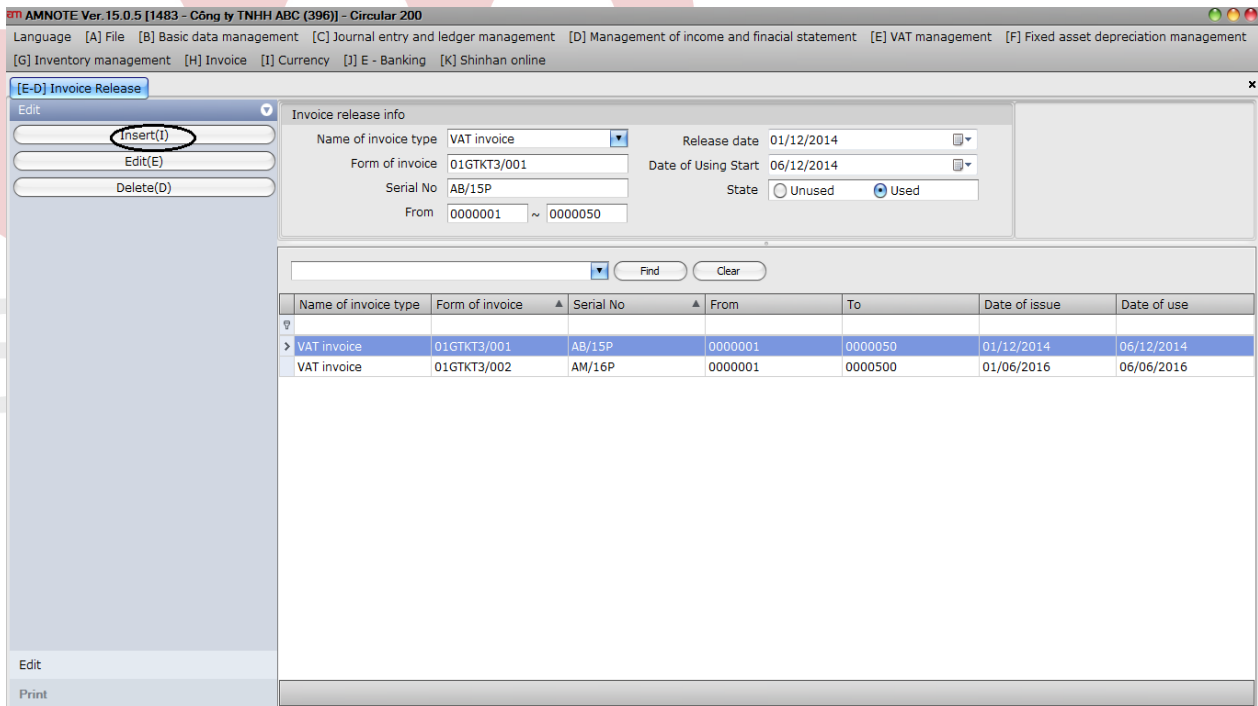 am AMNOTE Ver.15.0.5 [1483 - Công ty TNHH ABC (396)] - Circular 200
Language [A] File [B] Basic data management [C] Journal entry and ledger management [D] Management of income and finacial statement [E] VAT management [F] Fixed asset depreciation management
[G] Inventory management [H] Invoice [I] Currency [J] E - Banking [K] Shinhan online
[E-D] Invoice Release x
Edit
Insert(I)
Edit(E)
Delete(D)
Invoice release info
Name of invoice type VAT invoice Release date 01/12/2014
Form of invoice 01GTKT3/001 Date of Using Start 06/12/2014
Serial No AB/15P State Unused Used
From 0000001 ~ 0000050
Find Clear
Name of invoice type Form of invoice Serial No From To Date of issue Date of use
VAT invoice 01GTKT3/001 AB/15P 0000001 0000050 01/12/2014 06/12/2014
VAT invoice 01GTKT3/002 AM/16P 0000001 0000500 01/06/2016 06/06/2016
Edit
Print